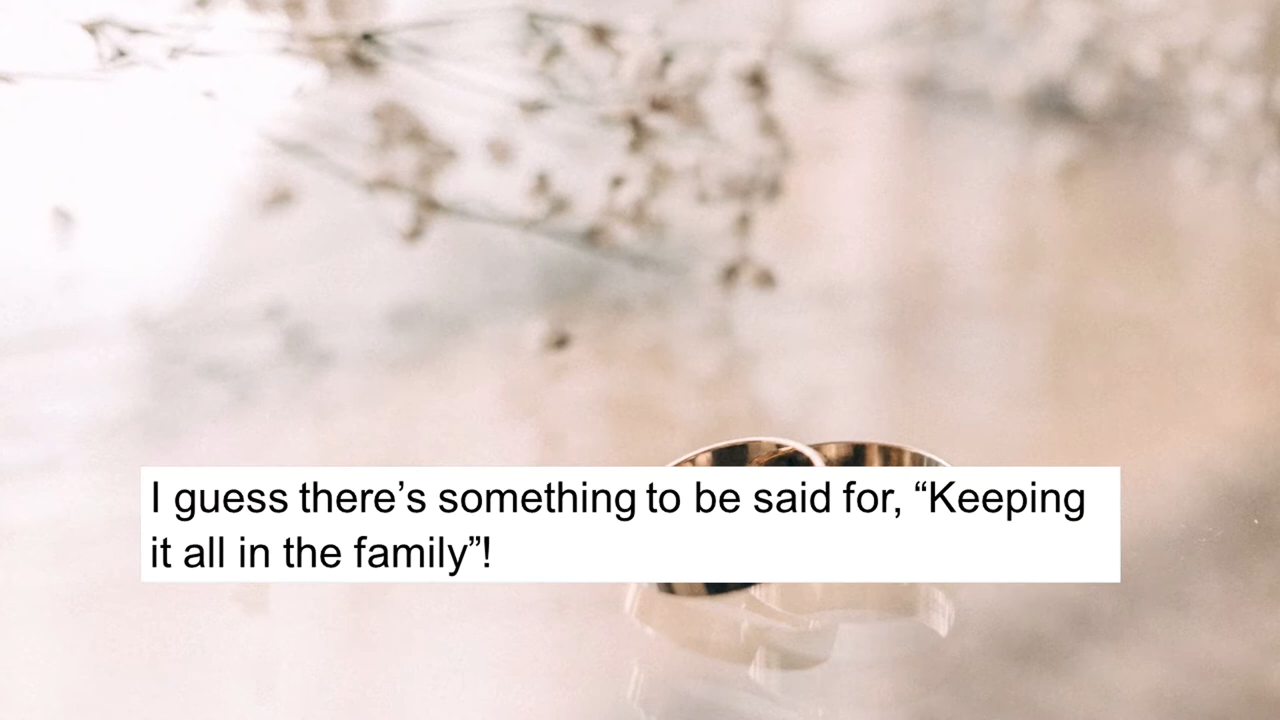 I guess there’s something to be said for, “Keeping
it all in the family”!